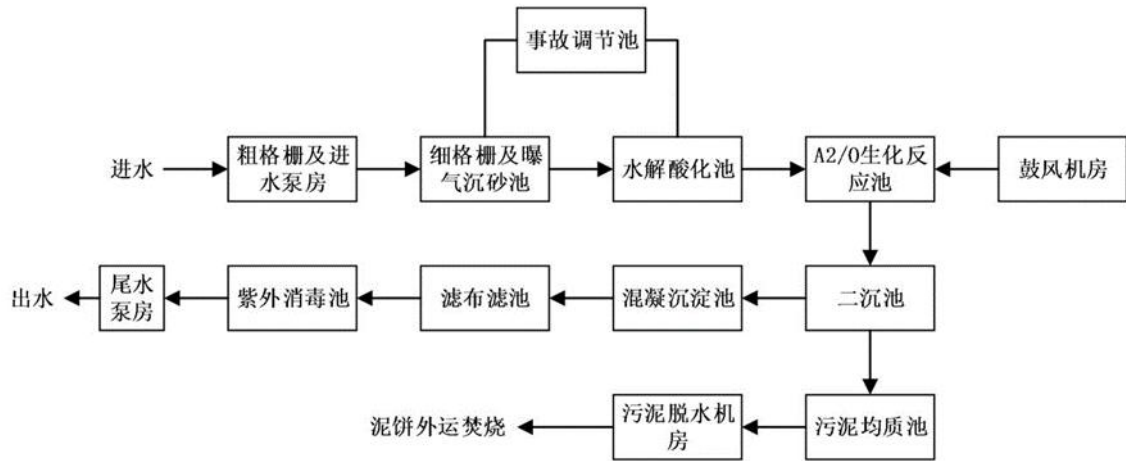 事故调节池
进水
粗格栅及进
水泵房
细格栅及曝
气沉砂池
水解酸化池
A2/O生化反
应池
鼓风机房
出水
尾水
泵房
紫外消毒池
滤布滤池
混凝沉淀池
二沉池
泥饼外运焚烧
污泥脱水机
房
污泥均质池